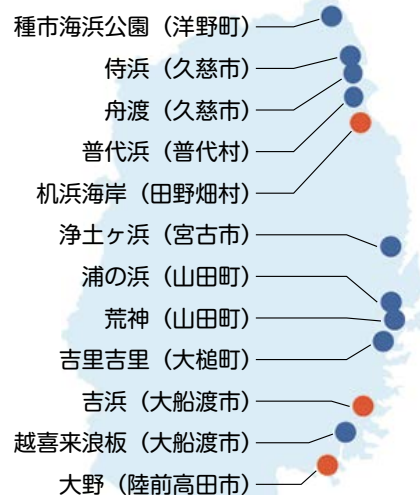 種市海浜公園（洋野町）
侍浜（久慈市）
舟渡（久慈市）
普代浜（普代村）
机浜海岸（田野畑村）
浄土ヶ浜（宮古市）
浦の浜（山田町）
荒神（山田町）
吉里吉里（大槌町）
吉浜（大船渡市）
越喜来浪板（大船渡市）
大野（陸前高田市）